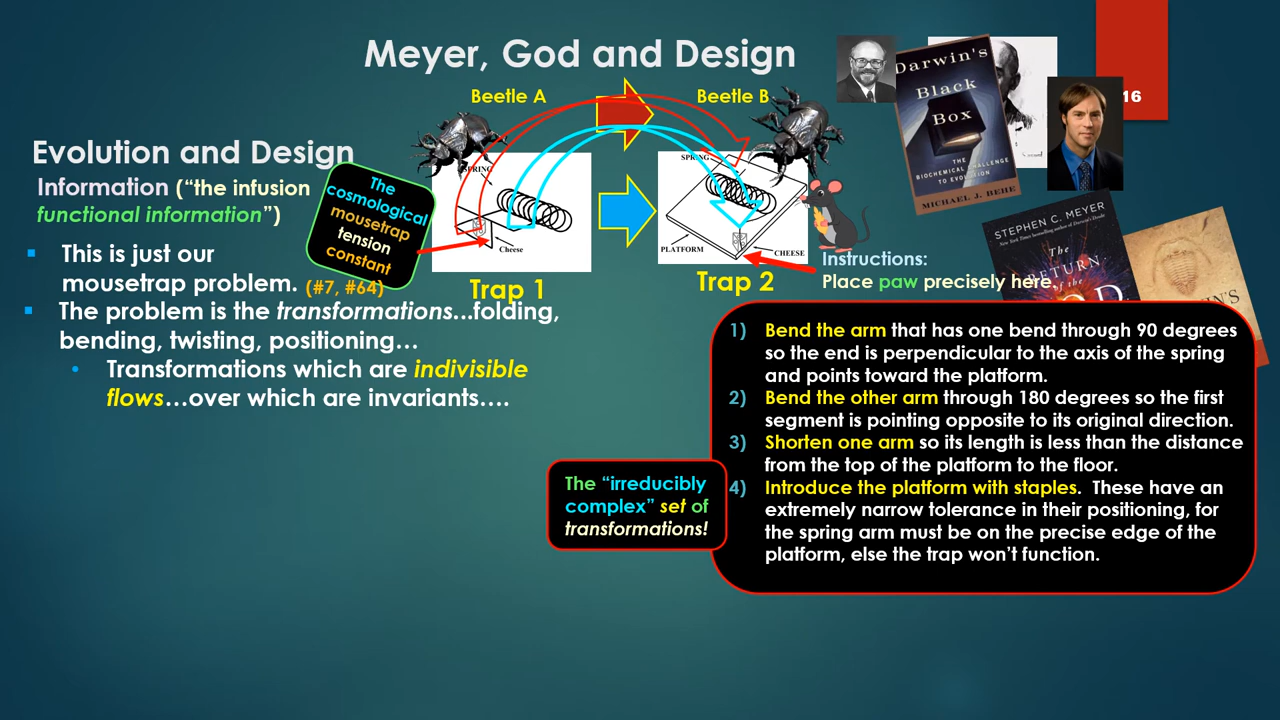 Meyer, God and Design
16
Beetle A
Beetle B
Evolution and Design
Information (“the infusion
functional information”)
This is just our
mousetrap problem. (#7, #64)
The problem is the transformations...folding,
bending, twisting, positioning…
Transformations which are indivisible
flows…over which are invariants….
The
cosmological
mousetrap
tension
constant
SPRING
Cheese
Trap 1
SPRING
PLATFORM
CHEESE
Trap 2
Instructions:
Place paw precisely here.
Darwin's
Black
Box
THE
BIOCHEMICAL CHALLENGE
TO EVOLUTION
MICHAEL J. BEHE
STEPHEN C. MEYER
The
RETURN
of the
1) Bend the arm that has one bend through 90 degrees
so the end is perpendicular to the axis of the spring
and points toward the platform.
2) Bend the other arm through 180 degrees so the first
segment is pointing opposite to its original direction.
3) Shorten one arm so its length is less than the distance
from the top of the platform to the floor.
4) Introduce the platform with staples. These have an
extremely narrow tolerance in their positioning, for
the spring arm must be on the precise edge of the
platform, else the trap won’t function.
The “irreducibly
complex” set of
transformations!